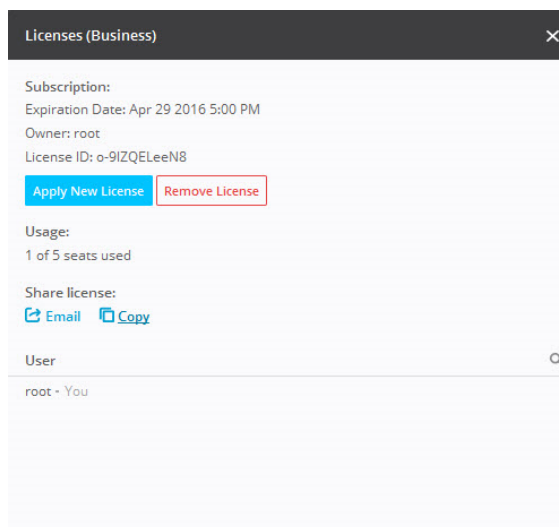 Licenses (Business)
Subscription:
Expiration Date: Apr 29 2016 5:00 PM
Owner: root
License ID: o-9IZQELeeN8
Apply New License Remove License
Usage:
1 of 5 seats used
Share license:
Email Copy
User
root - You